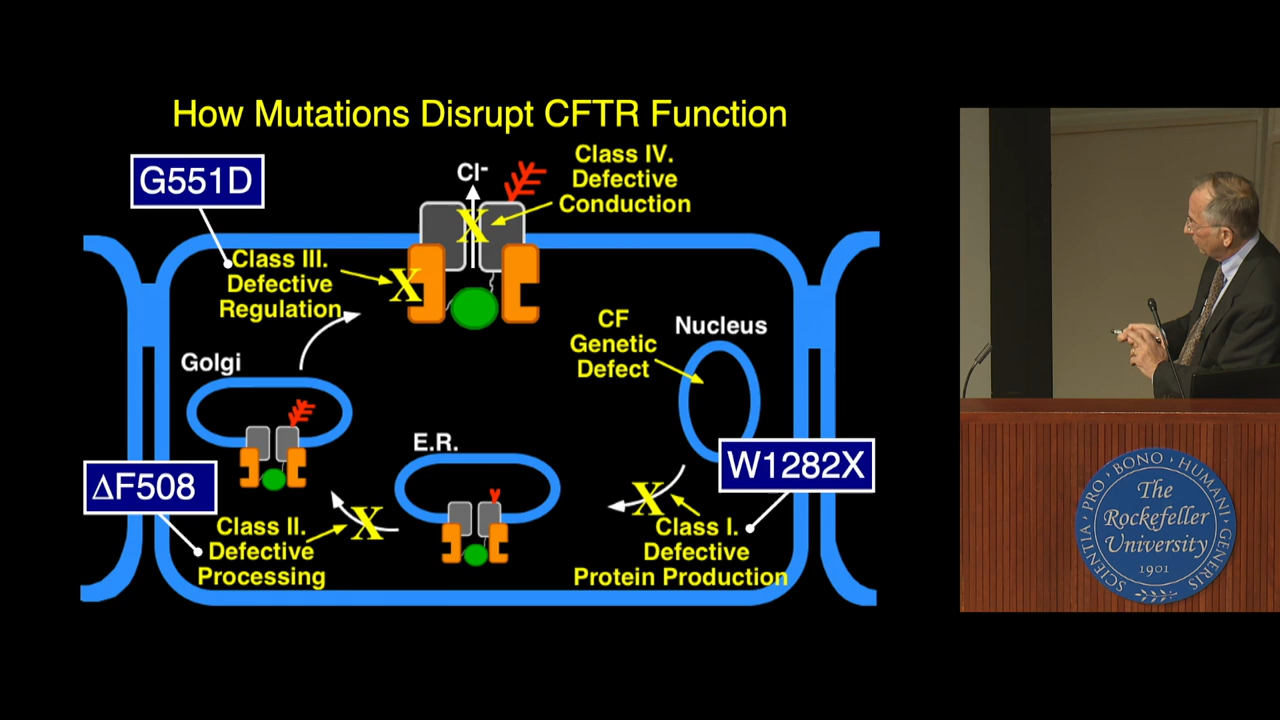 How Mutations Disrupt CFTR Function
G551D
Cl-
Class IV.
Defective
Conduction
X
Class III.
Defective
Regulation
X
CF
Genetic
Defect
Nucleus
Golgi
E.R.
ΔF508
W1282X
Class II.
Defective
Processing
X
X
Class I.
Defective
Protein Production
SCIENTIA · PRO · BONO · HUMANI · GENERIS
The
Rockefeller
University
1901